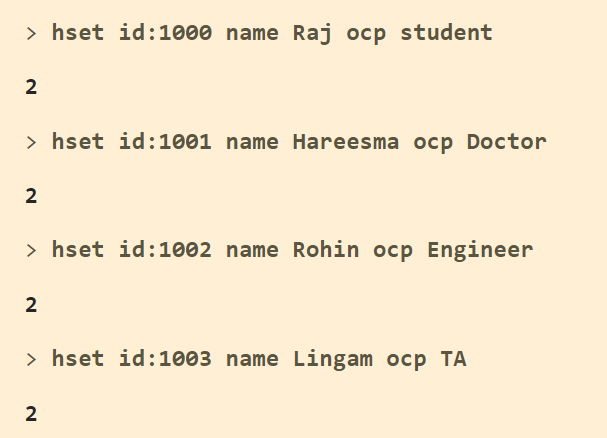 > hset id:1000 name Raj ocp student
2
> hset id:1001 name Hareesma ocp Doctor
2
> hset id:1002 name Rohin ocp Engineer
2
> hset id:1003 name Lingam ocp TA
2